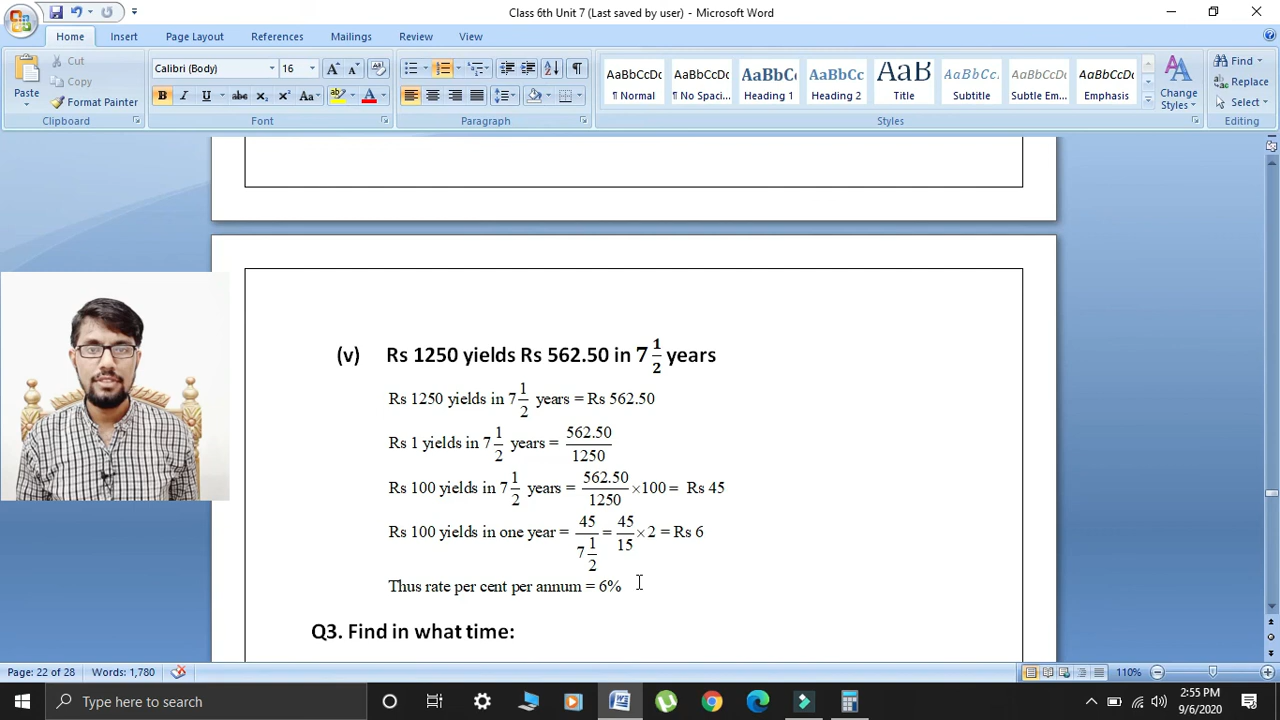 Class 6th Unit 7 (Last saved by user) - Microsoft Word
Home Insert Page Layout References Mailings Review View
Paste
Cut
Copy
Format Painter
Clipboard
Calibri (Body) 16
B I U abc x₂ x² Aa
Font
Paragraph
AaBbCcDc AaBbCcDc AaBbCc AaBbCc AaB AaBbCc. AaBbCcDc AaBbCcDc
¶ Normal ¶ No Spaci... Heading 1 Heading 2 Title Subtitle Subtle Em... Emphasis
Change Styles
Styles
Find
Replace
Select
Editing
(v) Rs 1250 yields Rs 562.50 in 7 1/2 years
Rs 1250 yields in 7 1/2 years = Rs 562.50
Rs 1 yields in 7 1/2 years = 562.50/1250
Rs 100 yields in 7 1/2 years = 562.50/1250 ×100 = Rs 45
Rs 100 yields in one year = 45/(7 1/2) = 45/15 ×2 = Rs 6
Thus rate per cent per annum = 6%
Q3. Find in what time:
Page: 22 of 28 Words: 1,780 110%
Type here to search
2:55 PM
9/6/2020